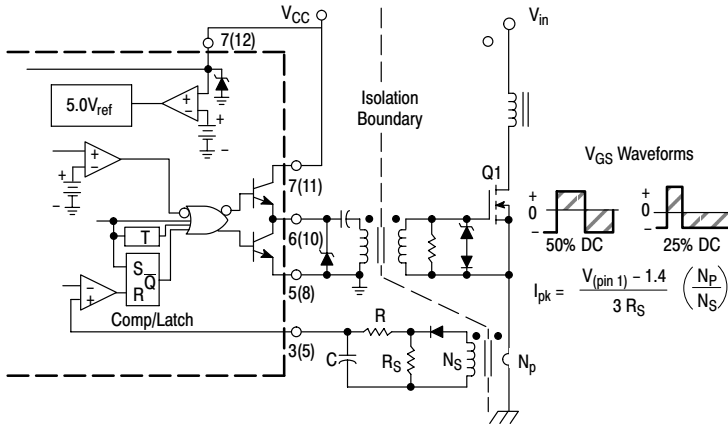 V_CC
V_in
7(12)
5.0V_ref
+
−
+
−
Isolation
Boundary
+
−
+
−
7(11)
Q1
V_GS Waveforms
+
0
−
50% DC
+
0
−
25% DC
6(10)
T
S
Q̅
R
5(8)
−
+
Comp/Latch
I_pk = (V_(pin 1) − 1.4) / (3 R_S) (N_P / N_S)
3(5)
R
C
R_S
N_S
N_p